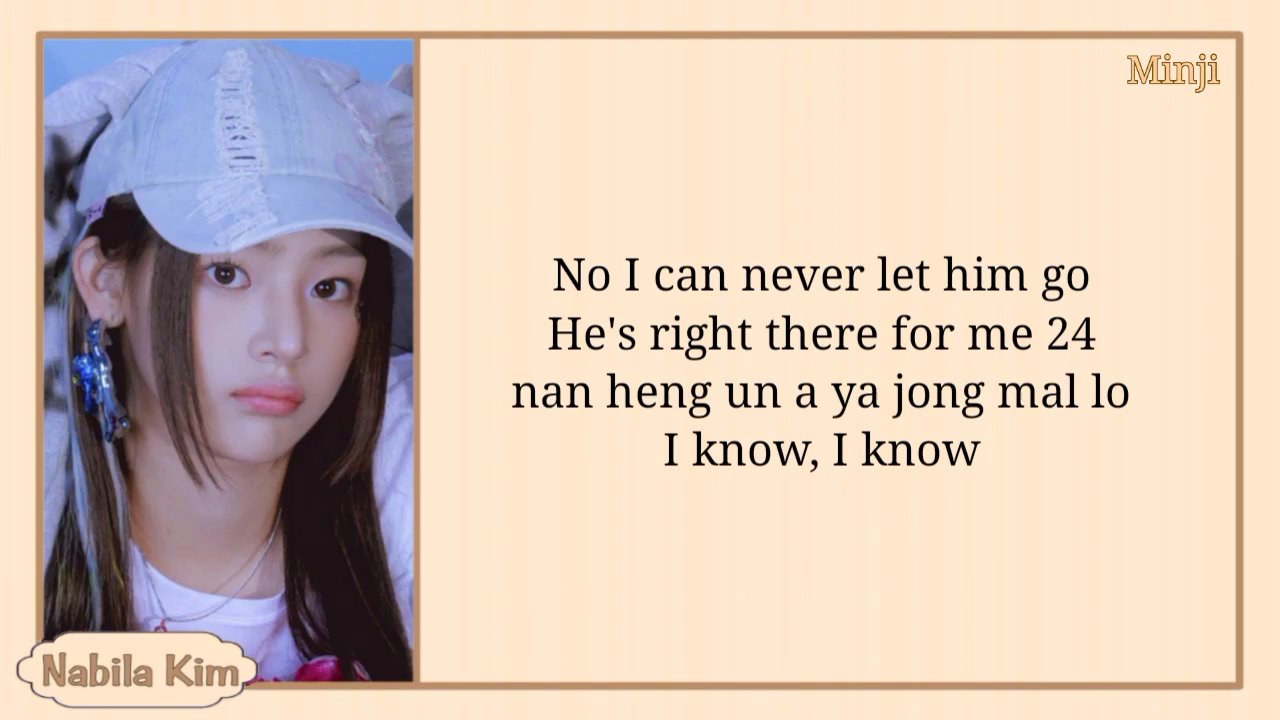 Minji
No I can never let him go
He's right there for me 24
nan heng un a ya jong mal lo
I know, I know
Nabila Kim